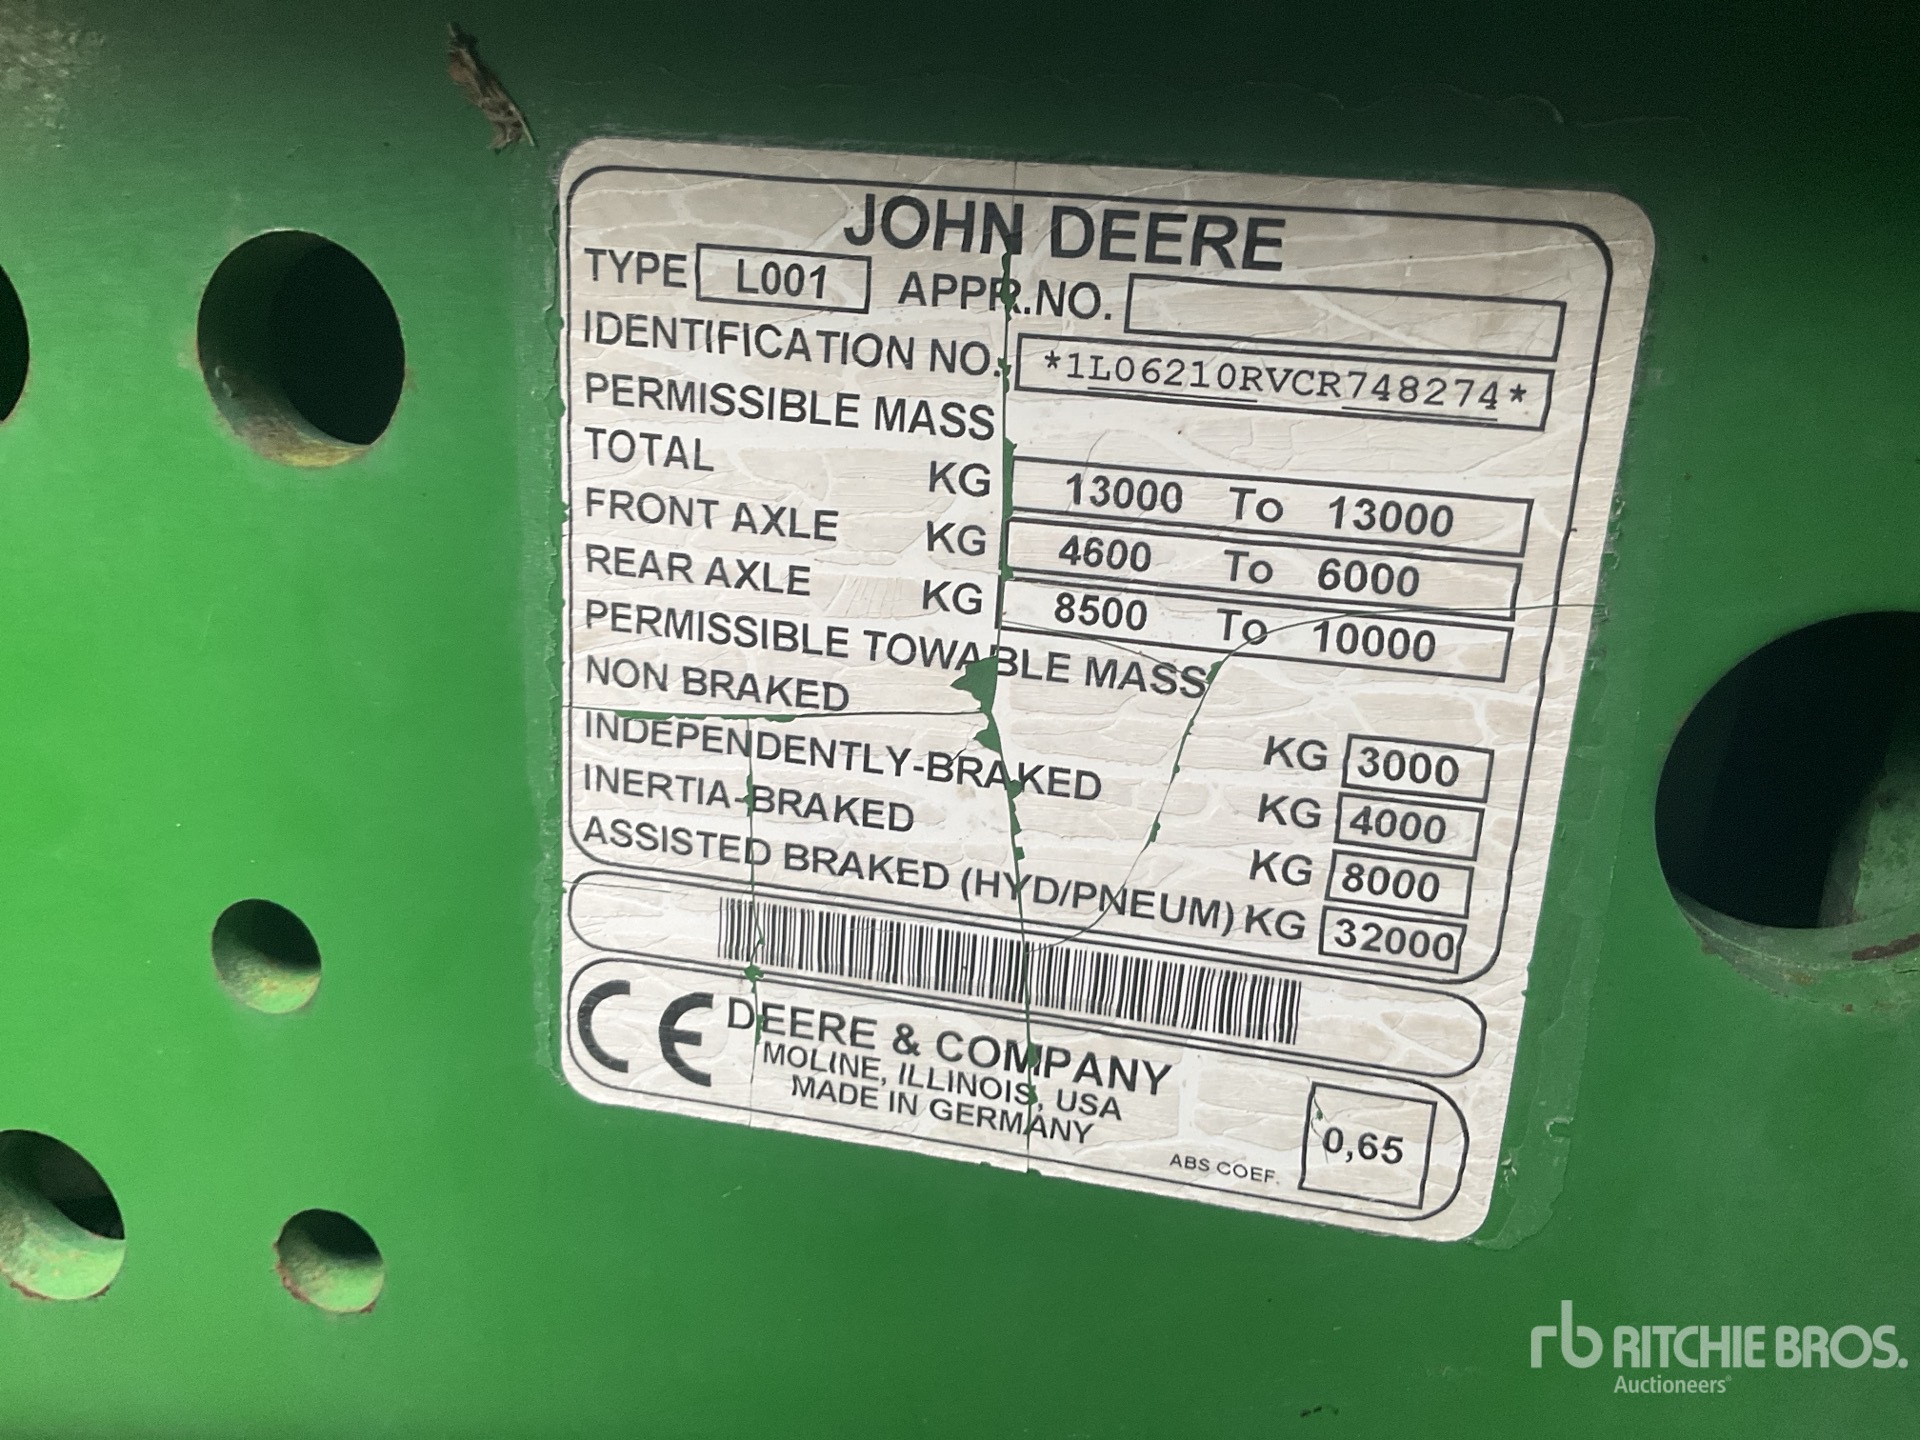 JOHN DEERE
TYPE L001 APPR.NO.
IDENTIFICATION NO. *1L06210RVCR748274*
PERMISSIBLE MASS
TOTAL KG 13000 To 13000
FRONT AXLE KG 4600 To 6000
REAR AXLE KG 8500 To 10000
PERMISSIBLE TOWABLE MASS
NON BRAKED KG 3000
INDEPENDENTLY-BRAKED KG 4000
INERTIA-BRAKED KG 8000
ASSISTED BRAKED (HYD/PNEUM) KG 32000
CE DEERE & COMPANY
MOLINE, ILLINOIS, USA
MADE IN GERMANY
ABS COEF. 0,65
rb RITCHIE BROS.
Auctioneers